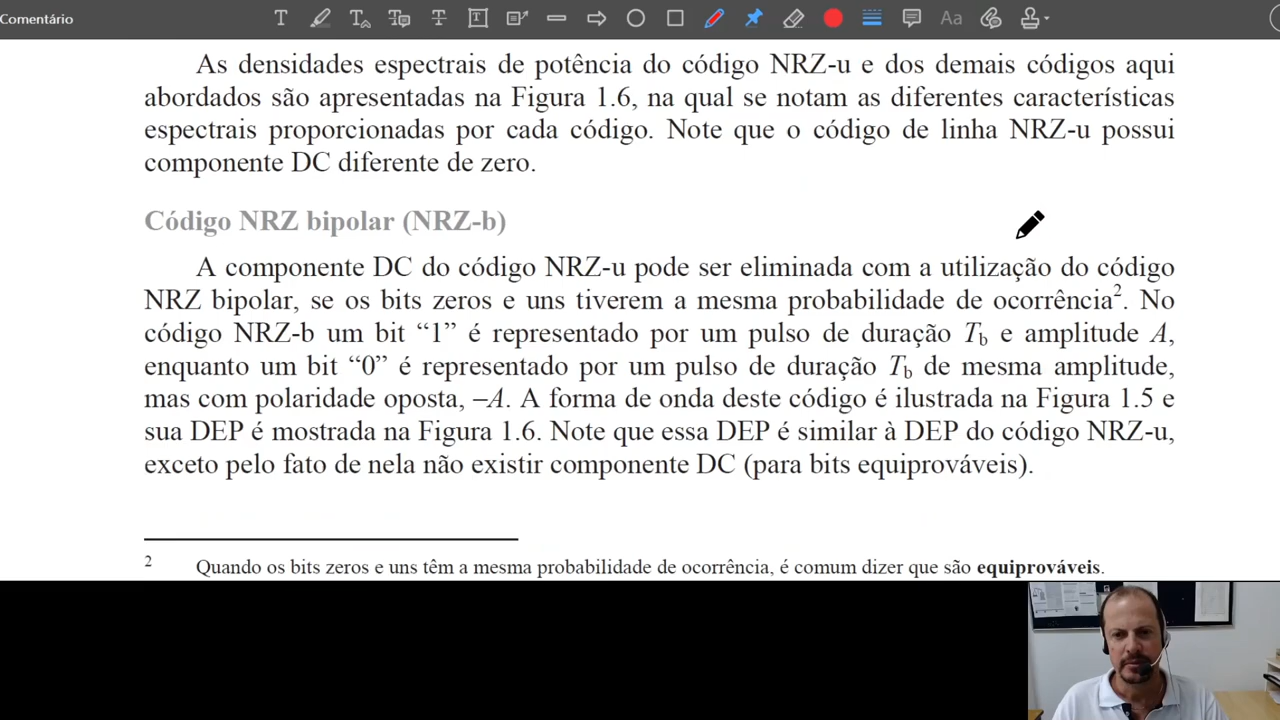 Comentário
T T T T T Aa
As densidades espectrais de potência do código NRZ-u e dos demais códigos aqui
abordados são apresentadas na Figura 1.6, na qual se notam as diferentes características
espectrais proporcionadas por cada código. Note que o código de linha NRZ-u possui
componente DC diferente de zero.
Código NRZ bipolar (NRZ-b)
A componente DC do código NRZ-u pode ser eliminada com a utilização do código
NRZ bipolar, se os bits zeros e uns tiverem a mesma probabilidade de ocorrência2. No
código NRZ-b um bit “1” é representado por um pulso de duração Tb e amplitude A,
enquanto um bit “0” é representado por um pulso de duração Tb de mesma amplitude,
mas com polaridade oposta, –A. A forma de onda deste código é ilustrada na Figura 1.5 e
sua DEP é mostrada na Figura 1.6. Note que essa DEP é similar à DEP do código NRZ-u,
exceto pelo fato de nela não existir componente DC (para bits equiprováveis).
2 Quando os bits zeros e uns têm a mesma probabilidade de ocorrência, é comum dizer que são equiprováveis.